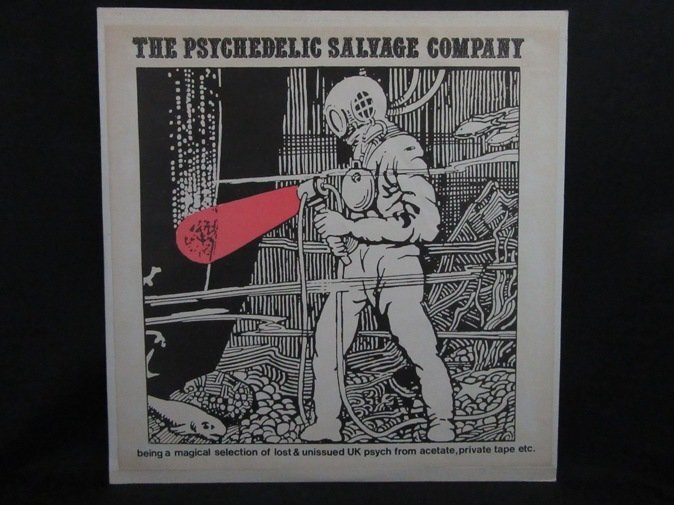 THE PSYCHEDELIC SALVAGE COMPANY
being a magical selection of lost & unissued UK psych from acetate, private tape etc.